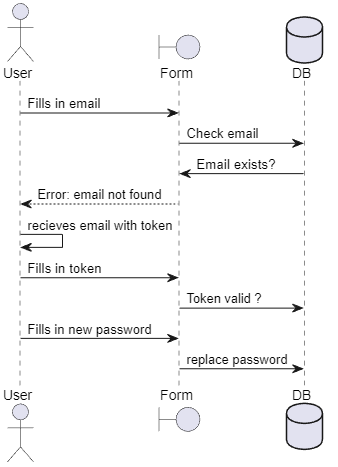 User
Form
DB
Fills in email
Check email
Email exists?
Error: email not found
recieves email with token
Fills in token
Token valid ?
Fills in new password
replace password
User
Form
DB